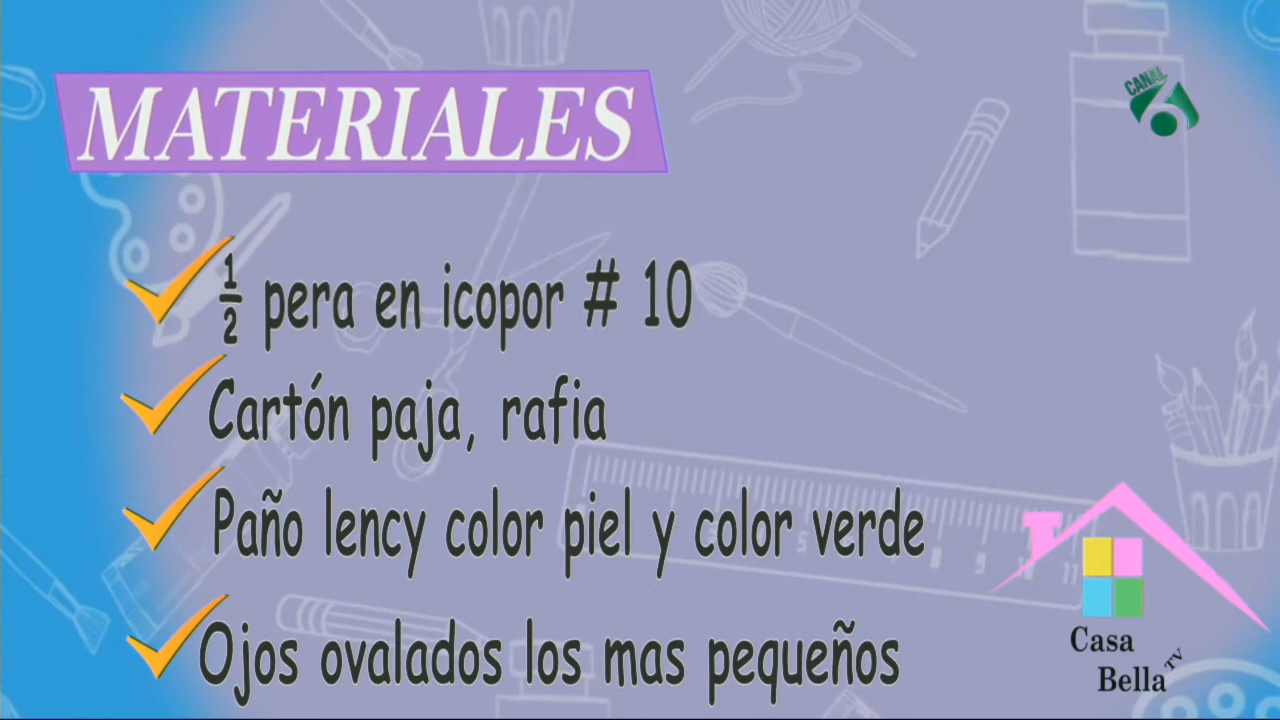 MATERIALES
CANAL 6
½ pera en icopor # 10
Cartón paja, rafia
Paño lency color piel y color verde
Ojos ovalados los mas pequeños
Casa
Bella TV